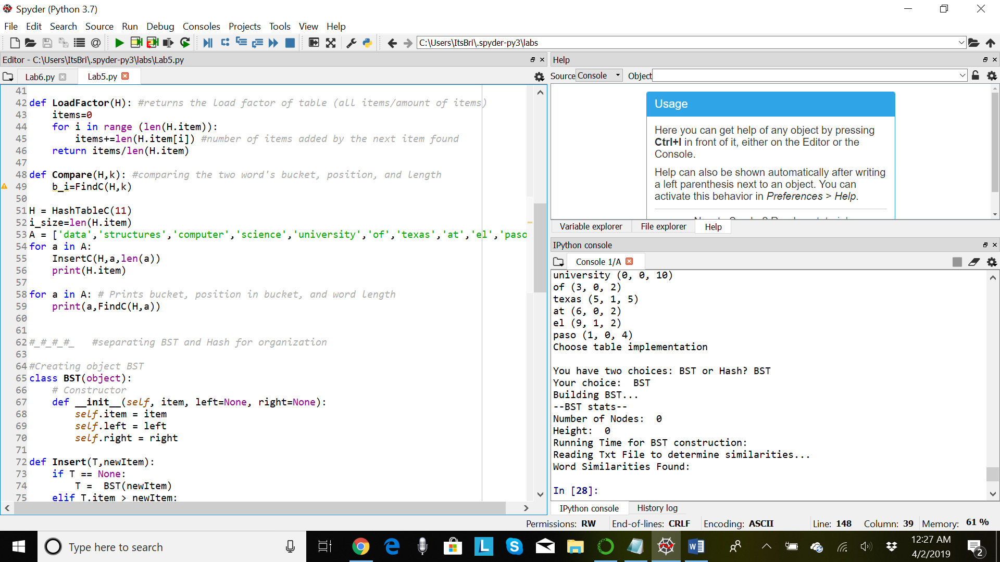 Spyder (Python 3.7)
File Edit Search Source Run Debug Consoles Projects Tools View Help
C:\Users\ItsBri\.spyder-py3\labs
Editor - C:\Users\ItsBri\.spyder-py3\labs\Lab5.py
Lab6.py Lab5.py
41
42 def LoadFactor(H): #returns the load factor of table (all items/amount of items)
43 items=0
44 for i in range (len(H.item)):
45 items+=len(H.item[i]) #number of items added by the next item found
46 return items/len(H.item)
47
48 def Compare(H,k): #comparing the two word's bucket, position, and length
49 b_i=FindC(H,k)
50
51 H = HashTableC(11)
52 i_size=len(H.item)
53 A = ['data','structures','computer','science','university','of','texas','at','el','paso
54 for a in A:
55 InsertC(H,a,len(a))
56 print(H.item)
57
58 for a in A: # Prints bucket, position in bucket, and word length
59 print(a,FindC(H,a))
60
61
62 #_#_#_#_ #separating BST and Hash for organization
63
64 #Creating object BST
65 class BST(object):
66 # Constructor
67 def __init__(self, item, left=None, right=None):
68 self.item = item
69 self.left = left
70 self.right = right
71
72 def Insert(T,newItem):
73 if T == None:
74 T = BST(newItem)
75 elif T.item > newItem:
Help
Source Console Object
Usage
Here you can get help of any object by pressing
Ctrl+I in front of it, either on the Editor or the
Console.
Help can also be shown automatically after writing
a left parenthesis next to an object. You can
activate this behavior in Preferences > Help.
Variable explorer File explorer Help
IPython console
Console 1/A
university (0, 0, 10)
of (3, 0, 2)
texas (5, 1, 5)
at (6, 0, 2)
el (9, 1, 2)
paso (1, 0, 4)
Choose table implementation
You have two choices: BST or Hash? BST
Your choice:  BST
Building BST...
--BST stats--
Number of Nodes:  0
Height:  0
Running Time for BST construction:
Reading Txt File to determine similarities...
Word Similarities Found:
In [28]:
IPython console History log
Permissions: RW End-of-lines: CRLF Encoding: ASCII Line: 148 Column: 39 Memory: 61 %
Type here to search
12:27 AM
4/2/2019
2